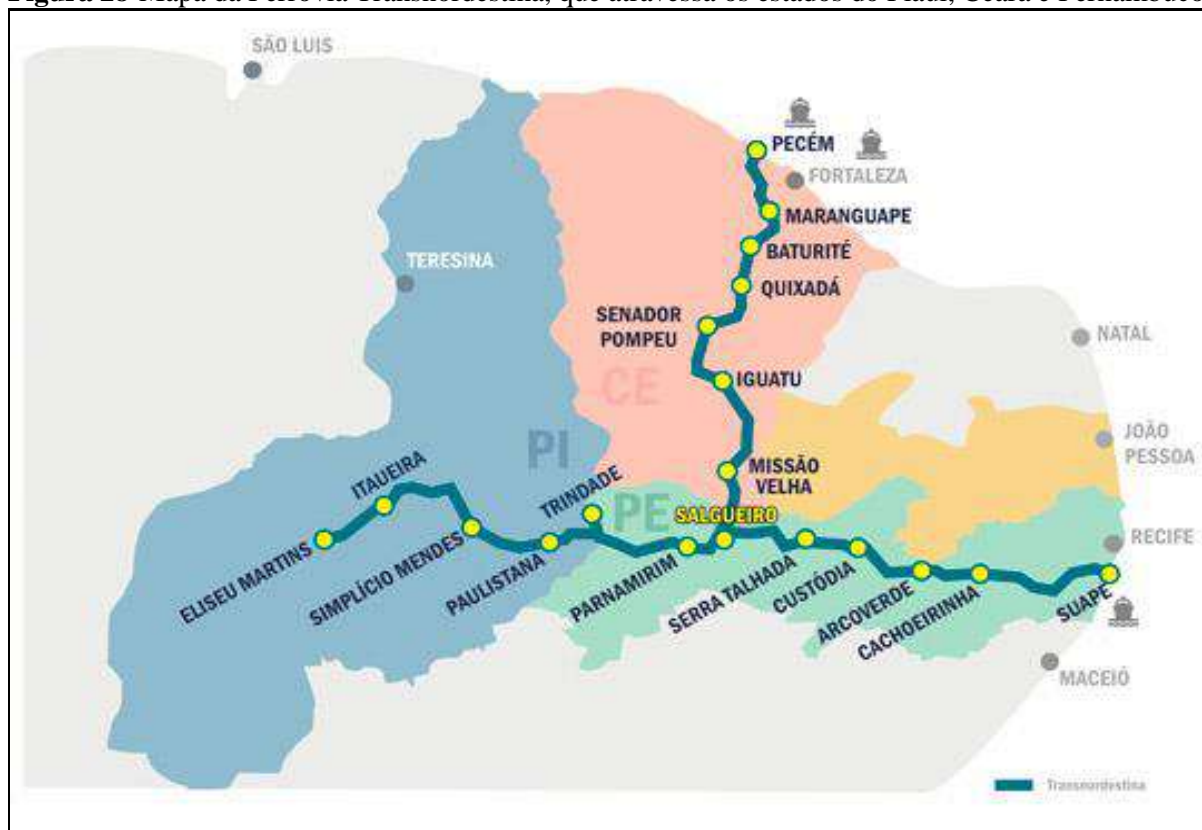 Figura 26 Mapa da Ferrovia Transnordestina, que atravessa os estados do Piauí, Ceará e Pernambuco
SÃO LUIS
PECÉM
FORTALEZA
MARANGUAPE
BATURITÉ
TERESINA
QUIXADÁ
SENADOR
POMPEU
NATAL
IGUATU
CE
JOÃO
PESSOA
PI
ITAUEIRA
MISSÃO
VELHA
TRINDADE
PE
SALGUEIRO
RECIFE
ELISEU MARTINS
SIMPLÍCIO MENDES
PAULISTANA
PARNAMIRIM
SERRA TALHADA
CUSTÓDIA
ARCOVERDE
CACHOEIRINHA
SUAPE
MACEIÓ
Transnordestina